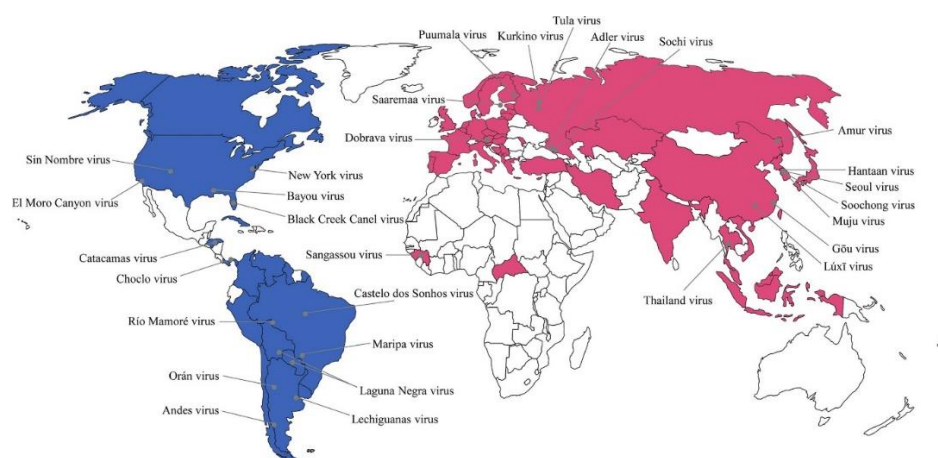 Tula virus
Puumala virus
Kurkino virus
Adler virus
Sochi virus
Saaremaa virus
Dobrava virus
Amur virus
Sin Nombre virus
New York virus
Hantaan virus
Seoul virus
El Moro Canyon virus
Bayou virus
Soochong virus
Black Creek Canel virus
Muju virus
Catacamas virus
Sangassou virus
Gōu virus
Choclo virus
Lúxī virus
Castelo dos Sonhos virus
Thailand virus
Río Mamoré virus
Maripa virus
Orán virus
Laguna Negra virus
Andes virus
Lechiguanas virus